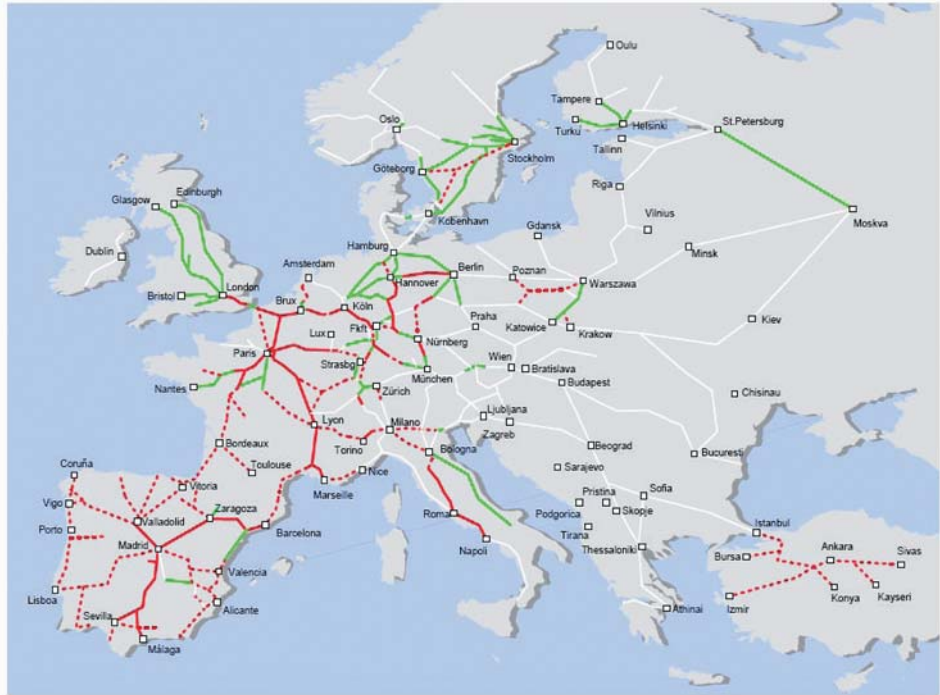 Oulu
Tampere
Turku
Helsinki
St.Petersburg
Tallinn
Oslo
Stockholm
Göteborg
Riga
Moskva
Vilnius
Minsk
Edinburgh
Glasgow
København
Gdansk
Dublin
Hamburg
Amsterdam
Berlin
Poznan
Warszawa
Hannover
London
Bristol
Brux
Köln
Kiev
Praha
Katowice
Krakow
Lux
Fkft
Nürnberg
Paris
Strasbg
Wien
Bratislava
München
Nantes
Zürich
Budapest
Chisinau
Ljubljana
Lyon
Milano
Zagreb
Bordeaux
Torino
Bologna
Beograd
Bucuresti
Coruña
Toulouse
Nice
Sarajevo
Vitoria
Marseille
Sofia
Vigo
Zaragoza
Pristina
Valladolid
Roma
Podgorica
Skopje
Porto
Barcelona
Istanbul
Madrid
Tirana
Napoli
Thessaloniki
Bursa
Ankara
Sivas
Valencia
Lisboa
Alicante
Izmir
Konya
Kayseri
Sevilla
Athinai
Málaga